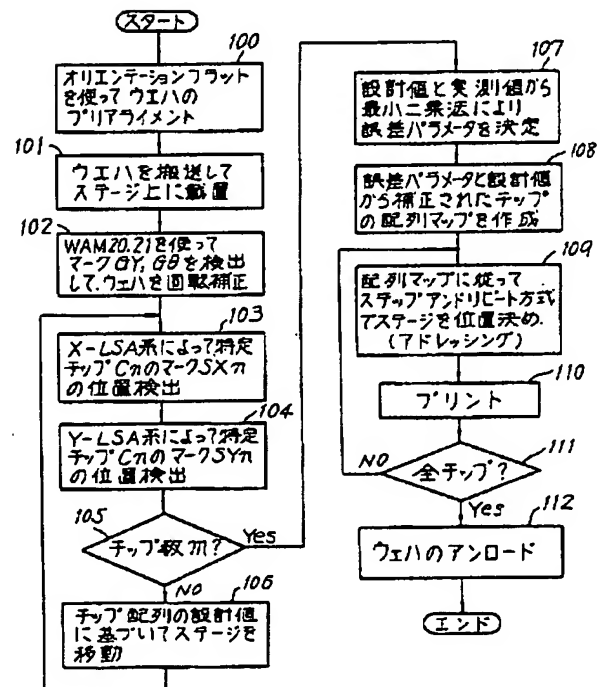 スタート
100
オリエンテーションフラット
を使ってウエハの
プリアライメント
101
ウエハを搬送して
ステージ上に載置
102
WAM20.21を使って
マークGY,Gθを検出
して,ウェハを回転補正
103
X-LSA系によって特定
チップCnのマークSXn
の位置検出
104
Y-LSA系によって特定
チップCnのマークSYn
の位置検出
105
チップ数m?
Yes
NO
106
チップ配列の設計値
に基づいてステージを
移動
107
設計値と実測値から
最小二乗法により
誤差パラメータを決定
108
誤差パラメータと設計値
から補正されたチップ
の配列マップを作成
109
配列マップに従って
ステップアンドリピート方式
でステージを位置決め.
(アドレッシング)
110
プリント
111
全チップ?
NO
Yes
112
ウェハのアンロード
エンド